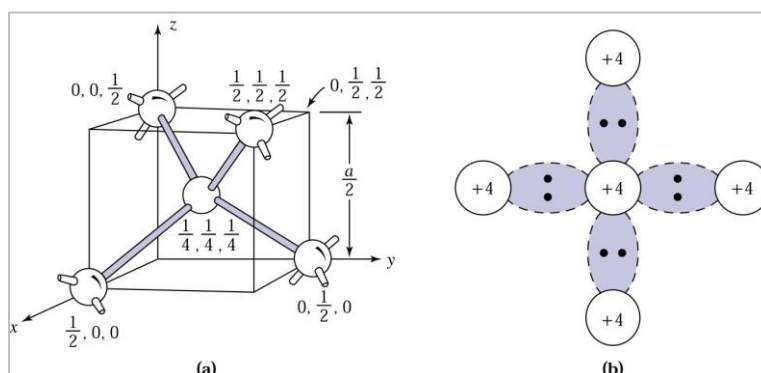 z
0, 0, 1/2
1/2, 1/2, 1/2
0, 1/2, 1/2
a/2
1/4, 1/4, 1/4
y
0, 1/2, 0
x
1/2, 0, 0
(a)
+4
+4
+4
+4
+4
(b)